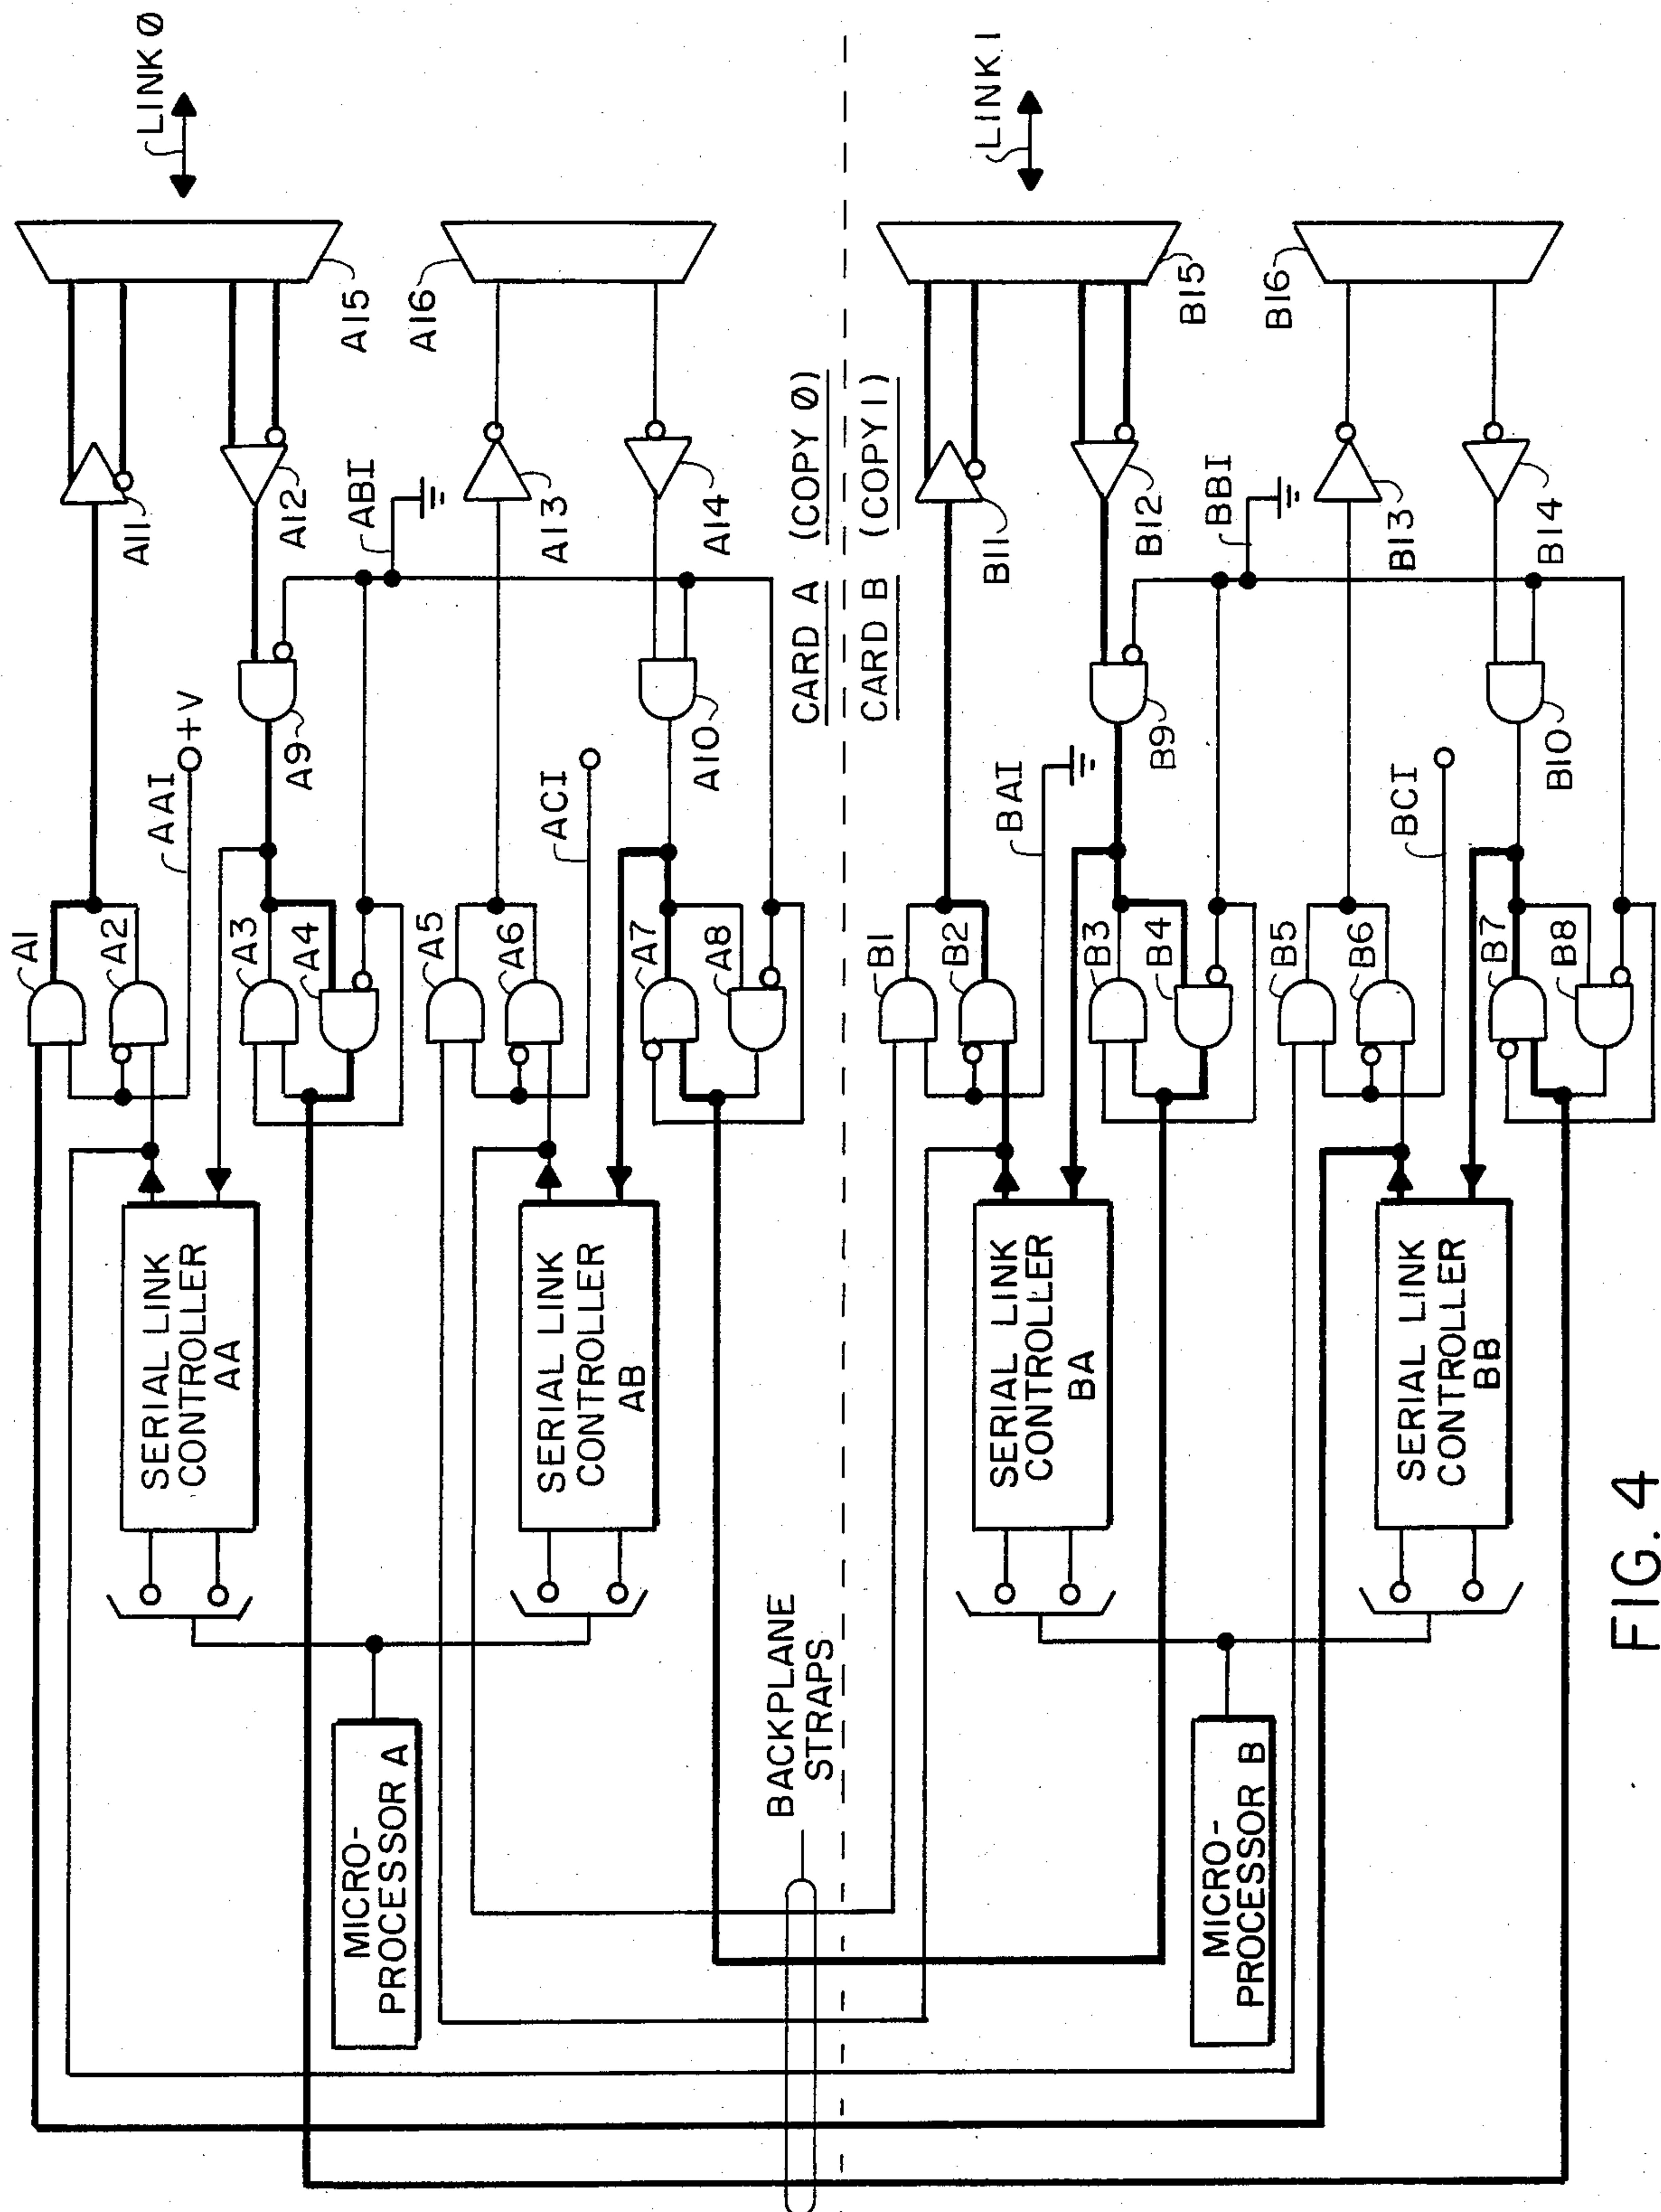 LINK 0
A15
A16
A11
A12
ABI
A13
A14
CARD A (COPY 0)
CARD B (COPY 1)
AAI
+V
A9
ACI
A10
A1
A2
A3
A4
A5
A6
A7
A8
SERIAL LINK
CONTROLLER
AA
SERIAL LINK
CONTROLLER
AB
MICRO-
PROCESSOR A
BACKPLANE
STRAPS
LINK 1
B15
B16
B11
B12
BBI
B13
B14
BAI
B9
BCI
B10
B1
B2
B3
B4
B5
B6
B7
B8
SERIAL LINK
CONTROLLER
BA
SERIAL LINK
CONTROLLER
BB
MICRO-
PROCESSOR B
FIG. 4